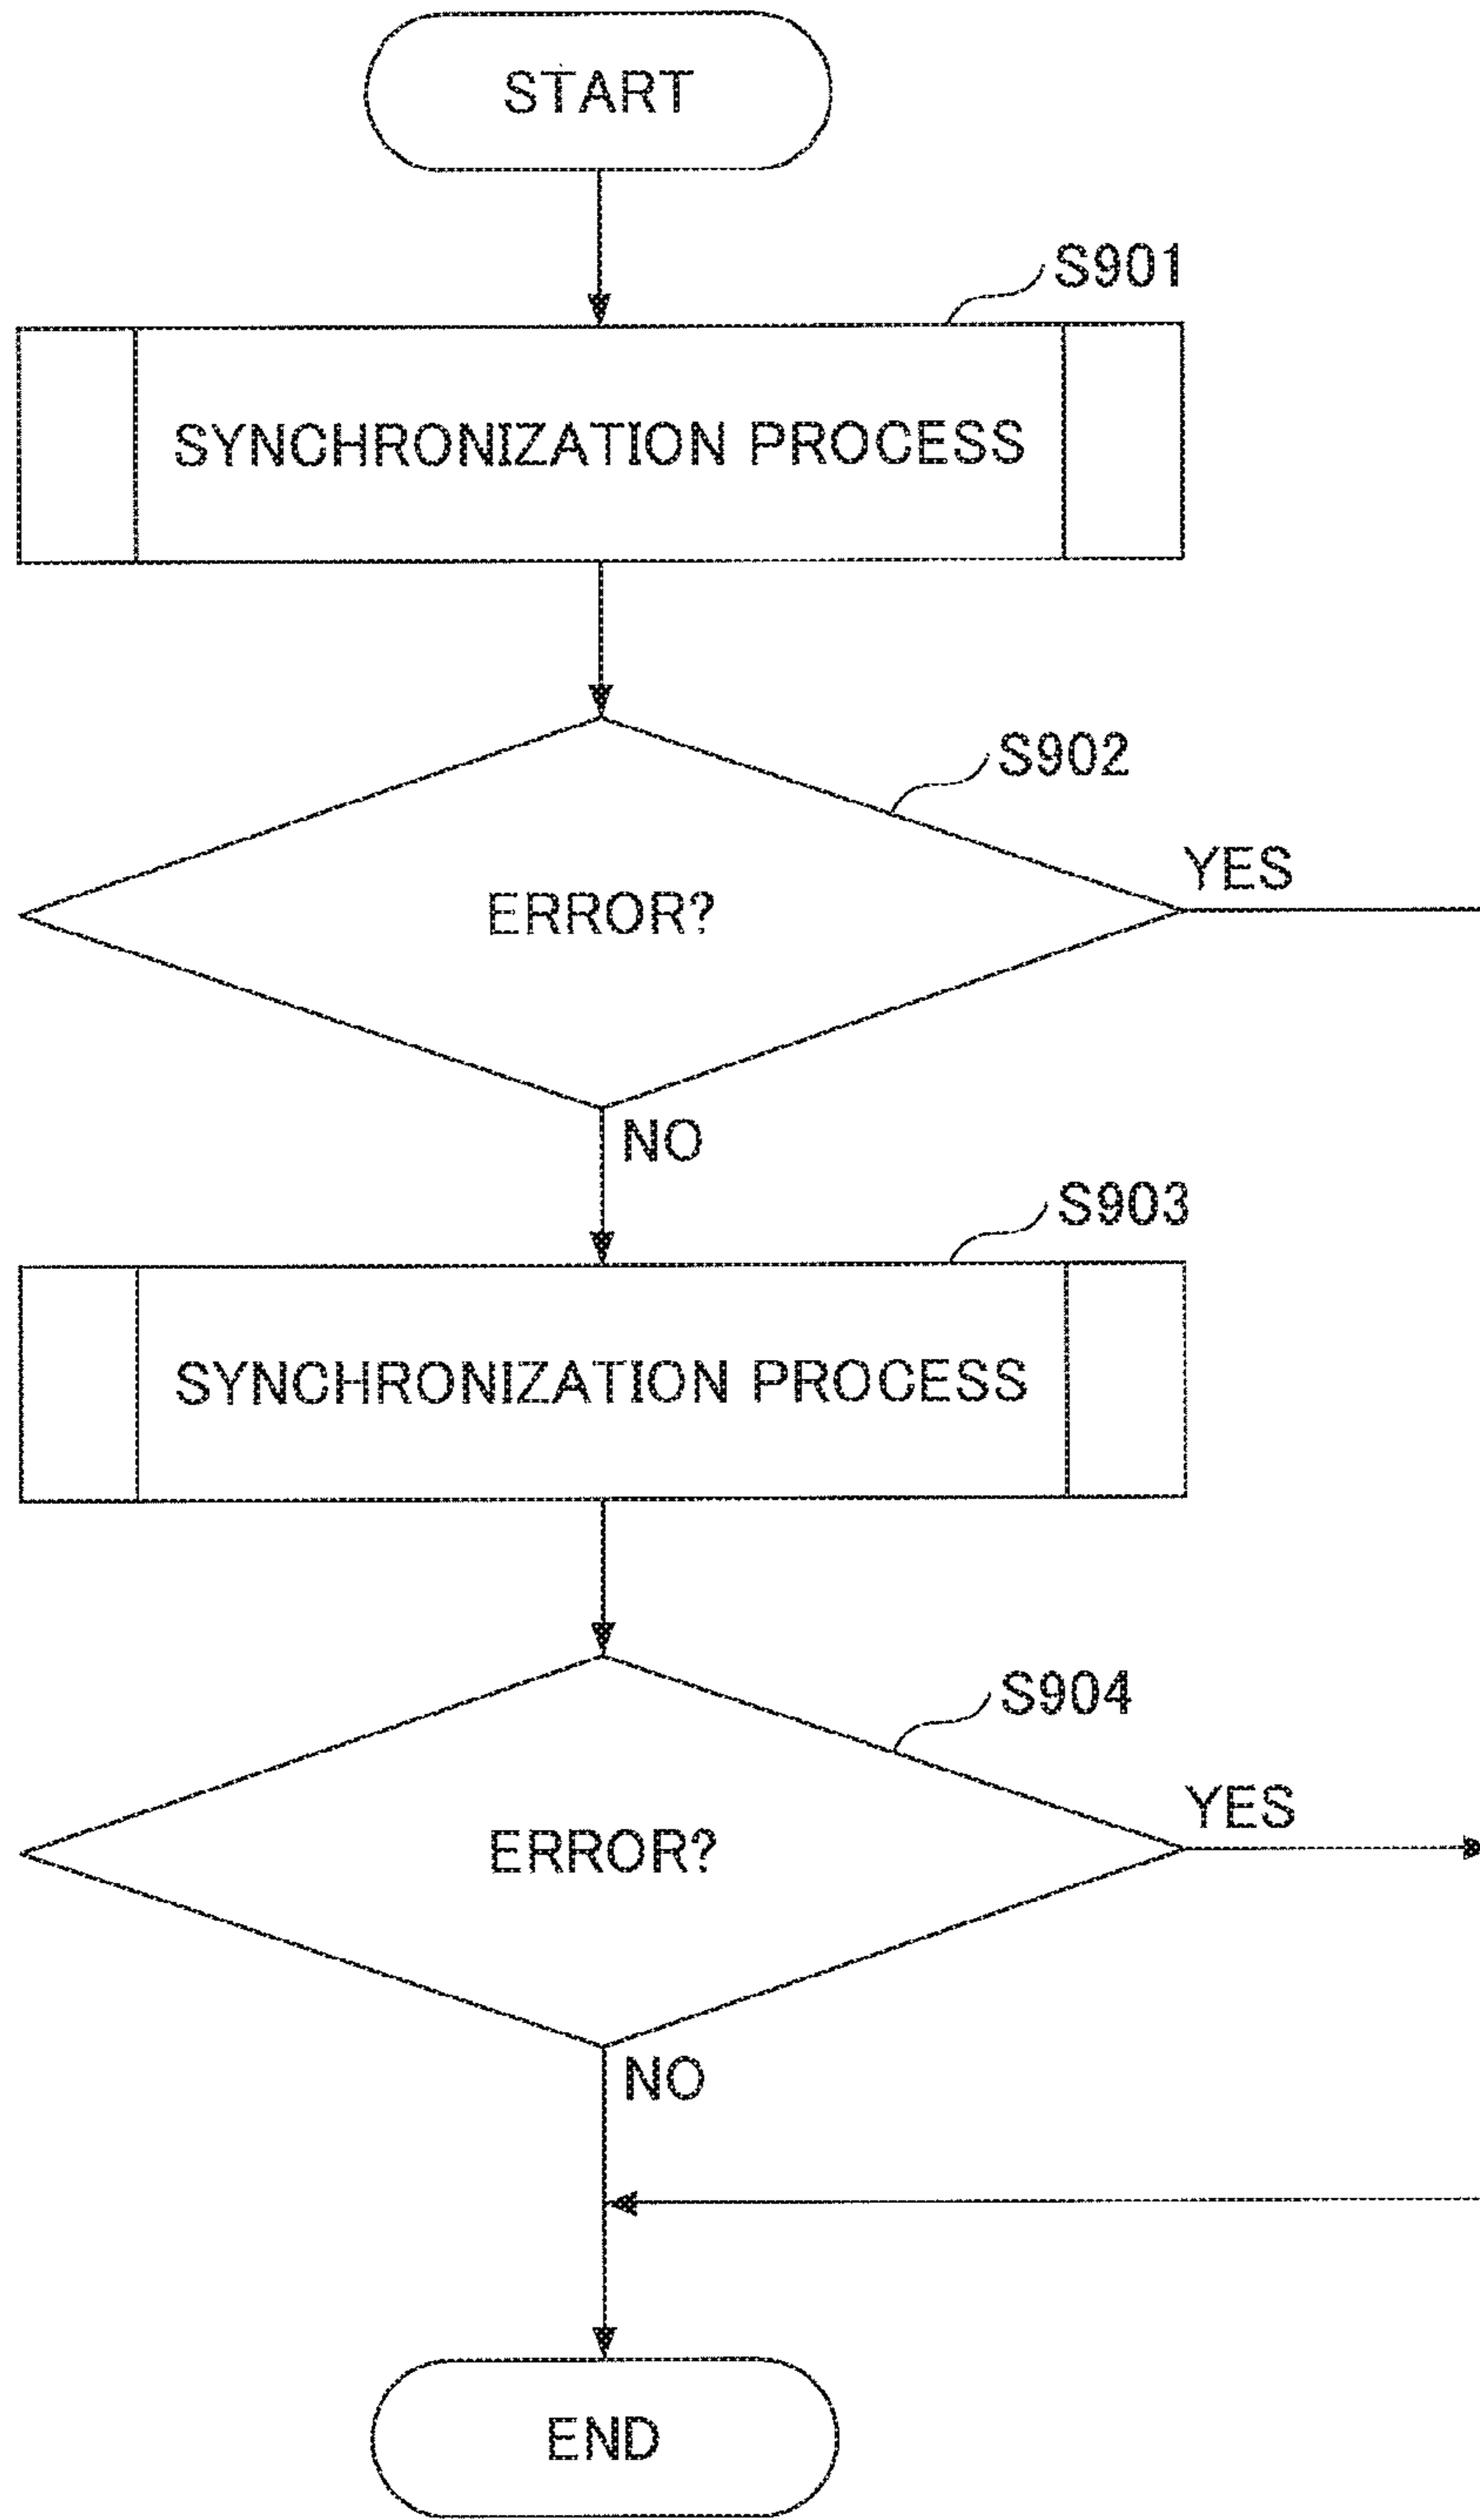 START
S901
SYNCHRONIZATION PROCESS
S902
YES
ERROR?
NO
S903
SYNCHRONIZATION PROCESS
S904
YES
ERROR?
NO
END